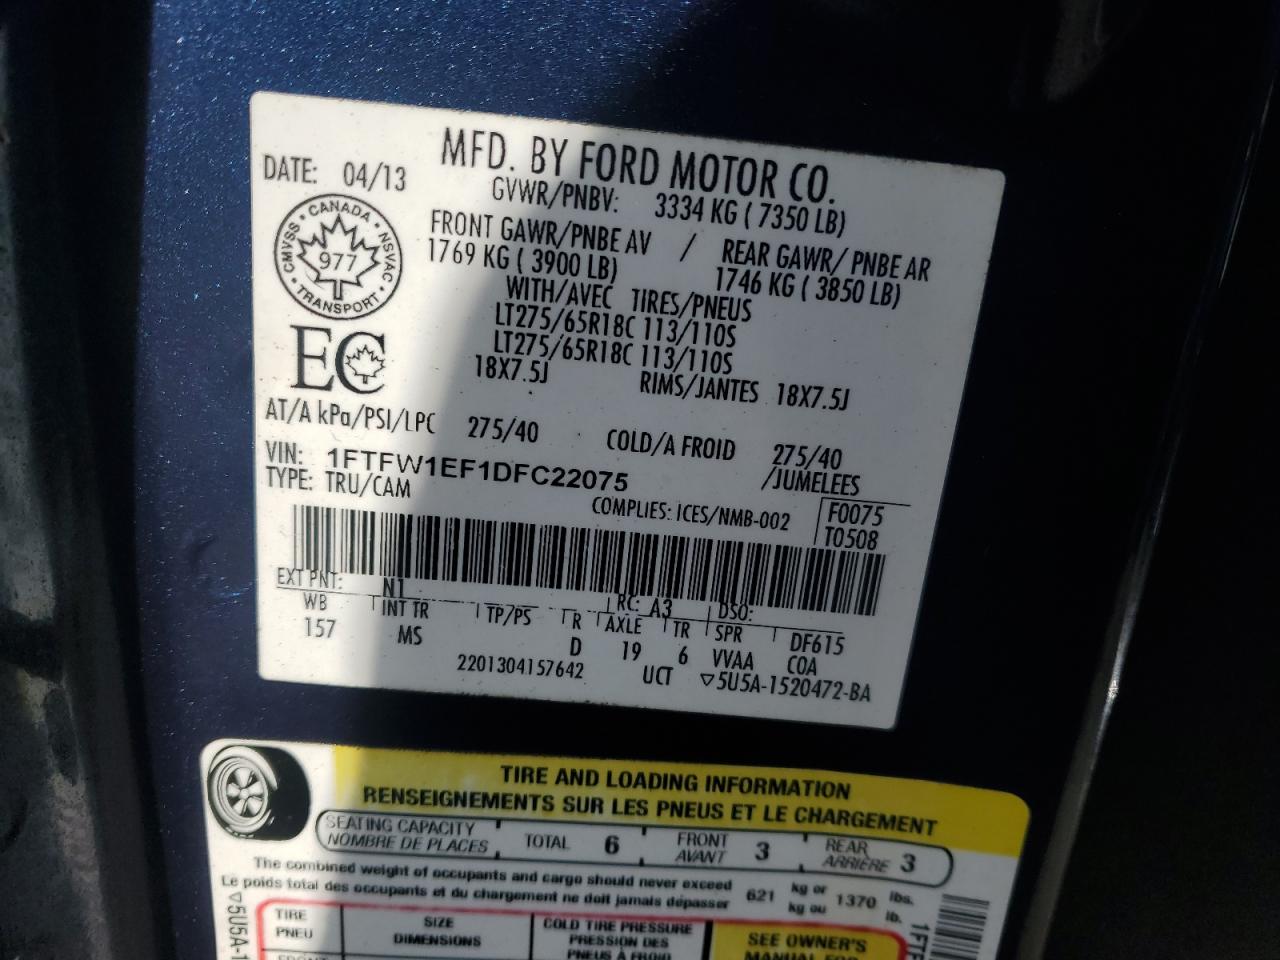 MFD. BY FORD MOTOR CO.
DATE: 04/13
GVWR/PNBV: 3334 KG ( 7350 LB)
FRONT GAWR/PNBE AV / REAR GAWR/ PNBE AR
1769 KG ( 3900 LB) 1746 KG ( 3850 LB)
WITH/AVEC TIRES/PNEUS
LT275/65R18C 113/110S
LT275/65R18C 113/110S
18X7.5J RIMS/JANTES 18X7.5J
CANADA
CMVSS NSVAC
977
TRANSPORT
EC
AT/A kPa/PSI/LPC 275/40 COLD/A FROID 275/40
VIN: 1FTFW1EF1DFC22075 /JUMELEES
TYPE: TRU/CAM
COMPLIES: ICES/NMB-002 F0075
T0508
EXT PNT: N1 RC: A3 DSO:
WB INT TR TP/PS R AXLE TR SPR DF615
157 MS D 19 6 VVAA COA
2201304157642 UCT ▽5U5A-1520472-BA
TIRE AND LOADING INFORMATION
RENSEIGNEMENTS SUR LES PNEUS ET LE CHARGEMENT
SEATING CAPACITY TOTAL 6 FRONT 3 REAR 3
NOMBRE DE PLACES AVANT ARRIÈRE
The combined weight of occupants and cargo should never exceed 621 kg or 1370 lbs.
Le poids total des occupants et du chargement ne doit jamais dépasser kg ou lb.
TIRE SIZE COLD TIRE PRESSURE SEE OWNER'S
PNEU DIMENSIONS PRESSION DES MANUAL FOR
PNEUS À FROID
▽5U5A-1